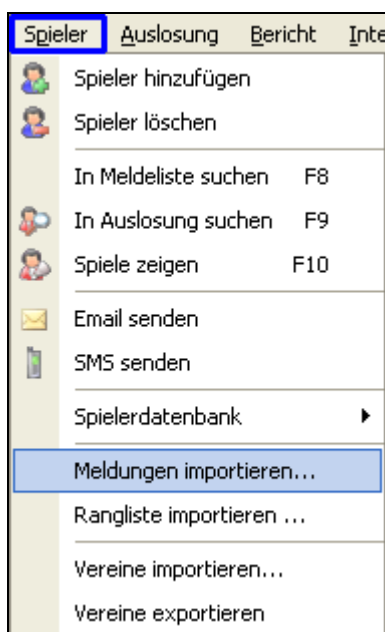 Spieler Auslosung Bericht Inte
Spieler hinzufügen
Spieler löschen
In Meldeliste suchen F8
In Auslosung suchen F9
Spiele zeigen F10
Email senden
SMS senden
Spielerdatenbank
Meldungen importieren...
Rangliste importieren ...
Vereine importieren...
Vereine exportieren